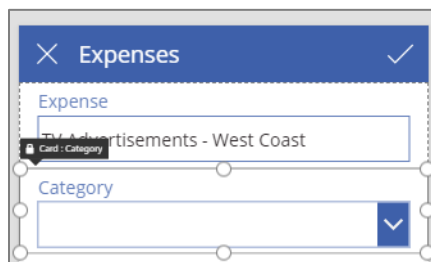 Expenses
Expense
TV Advertisements - West Coast
Card : Category
Category